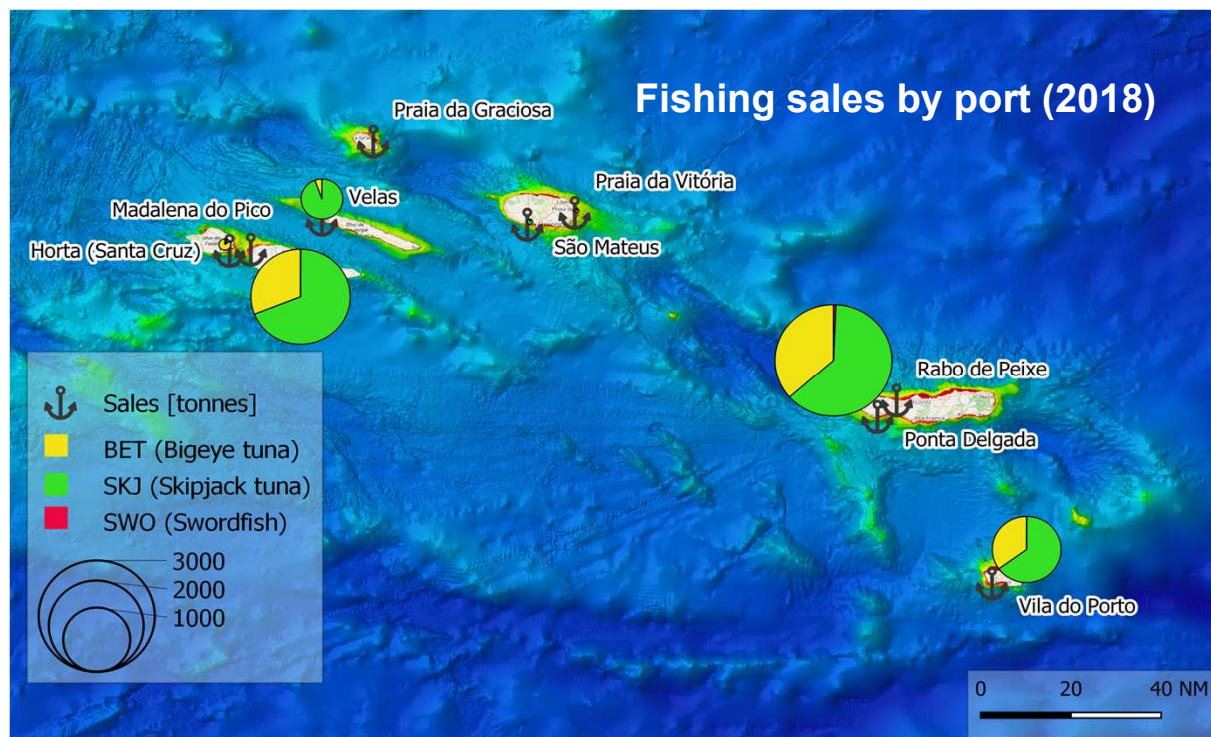 Fishing sales by port (2018)
Praia da Graciosa
Praia da Vitória
Velas
Madalena do Pico
Horta (Santa Cruz)
São Mateus
Rabo de Peixe
Ponta Delgada
Vila do Porto
Sales [tonnes]
BET (Bigeye tuna)
SKJ (Skipjack tuna)
SWO (Swordfish)
3000
2000
1000
0 20 40 NM